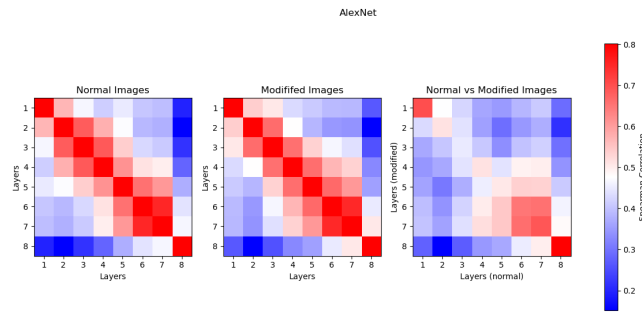 AlexNet
Normal Images
Modififed Images
Normal vs Modified Images
1
2
3
4
5
6
7
8
Layers
Layers
Layers (modified)
1 2 3 4 5 6 7 8
1 2 3 4 5 6 7 8
1 2 3 4 5 6 7 8
Layers
Layers
Layers (normal)
0.8
0.7
0.6
0.5
0.4
0.3
0.2
Spearman Correlation